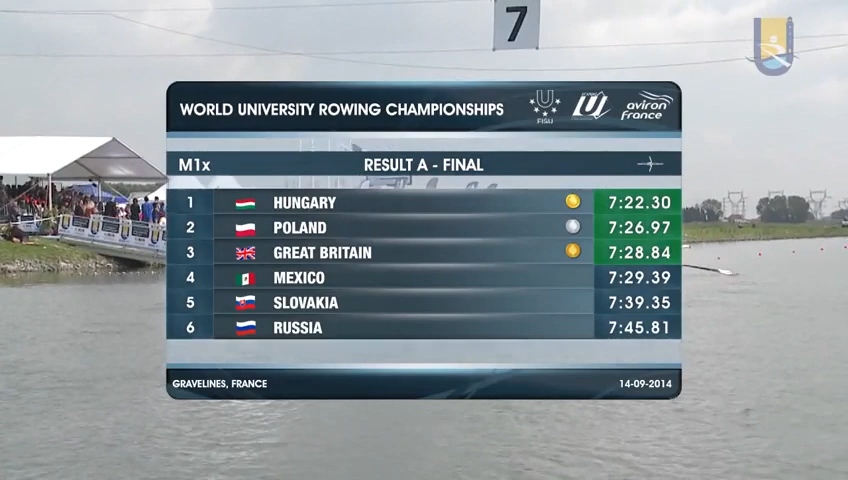 7
WORLD UNIVERSITY ROWING CHAMPIONSHIPS
U
FISU
U
aviron
france
M1x RESULT A - FINAL
1 HUNGARY 7:22.30
2 POLAND 7:26.97
3 GREAT BRITAIN 7:28.84
4 MEXICO 7:29.39
5 SLOVAKIA 7:39.35
6 RUSSIA 7:45.81
GRAVELINES, FRANCE 14-09-2014